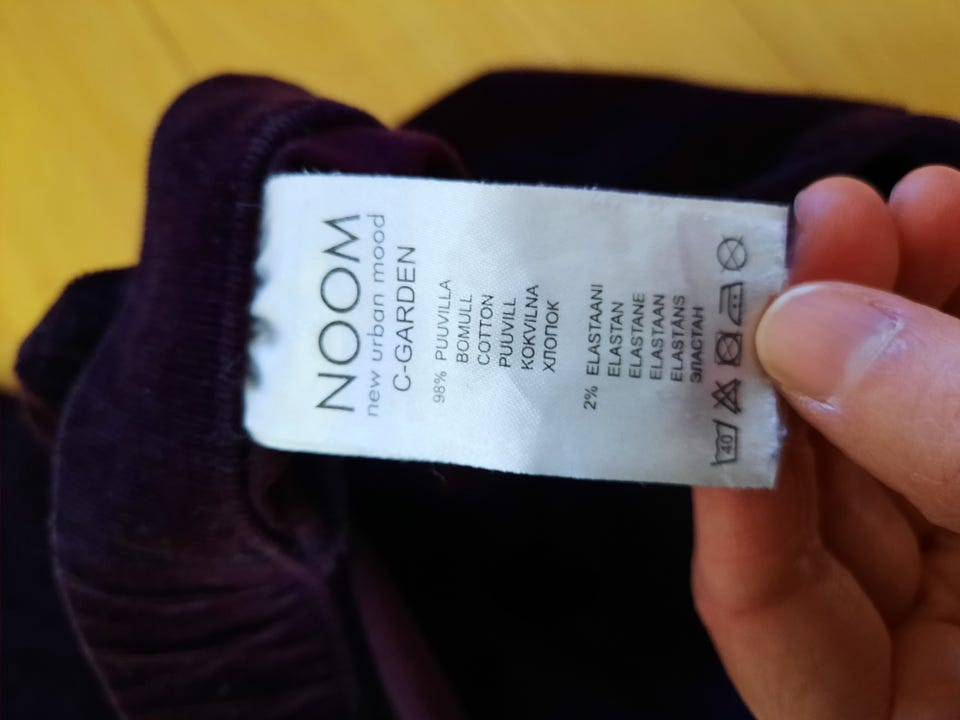 NOOM
new urban mood
C-GARDEN
98% PUUVILLA
BOMULL
COTTON
PUUVILL
KOKVILNA
ХЛОПОК
2% ELASTAANI
ELASTAN
ELASTANE
ELASTAAN
ELASTĀNS
ЭЛАСТАН
40